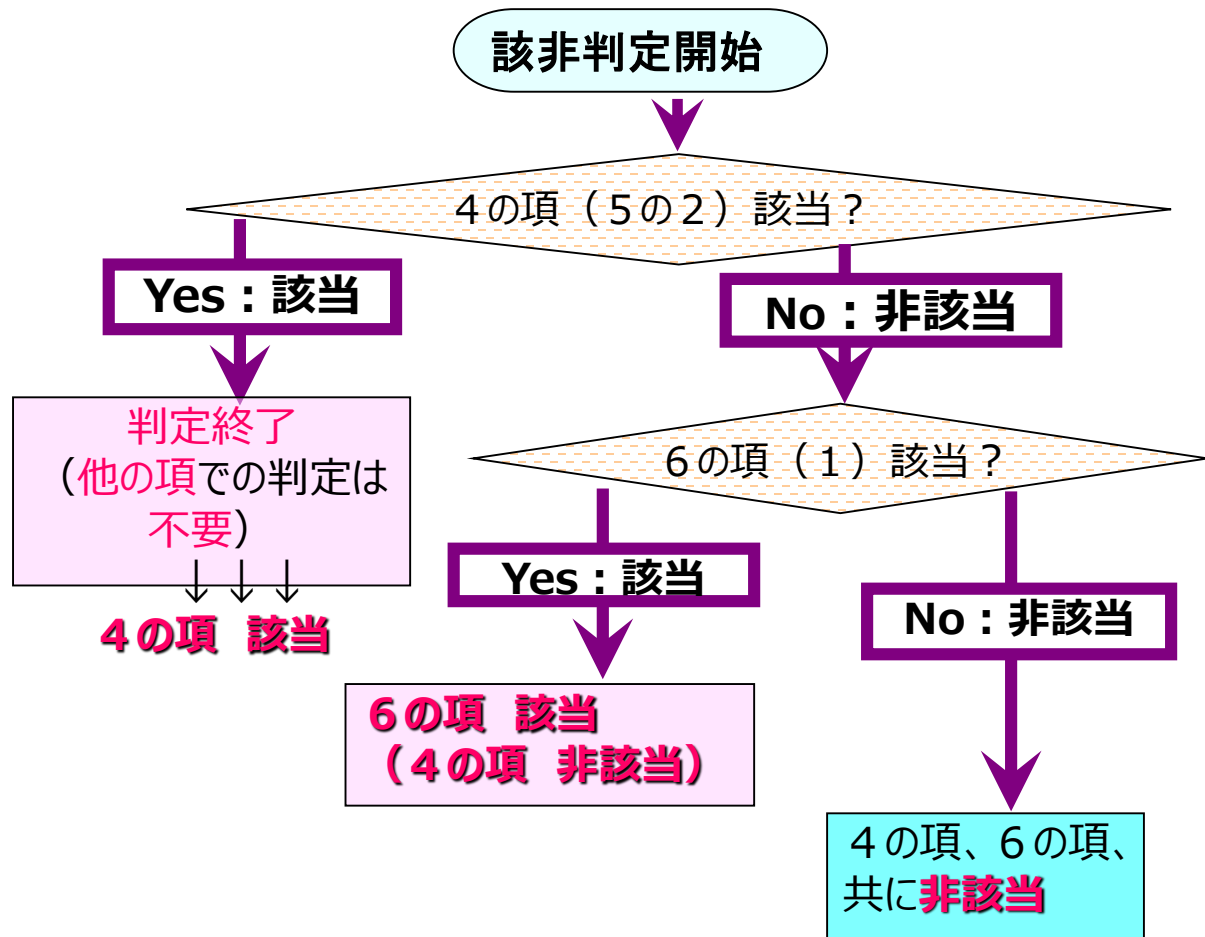 該非判定開始
４の項（５の２）該当？
Yes：該当
No：非該当
判定終了
（他の項での判定は
不要）
↓ ↓ ↓
４の項 該当
６の項（１）該当？
Yes：該当
No：非該当
６の項 該当
（４の項 非該当）
４の項、６の項、
共に非該当